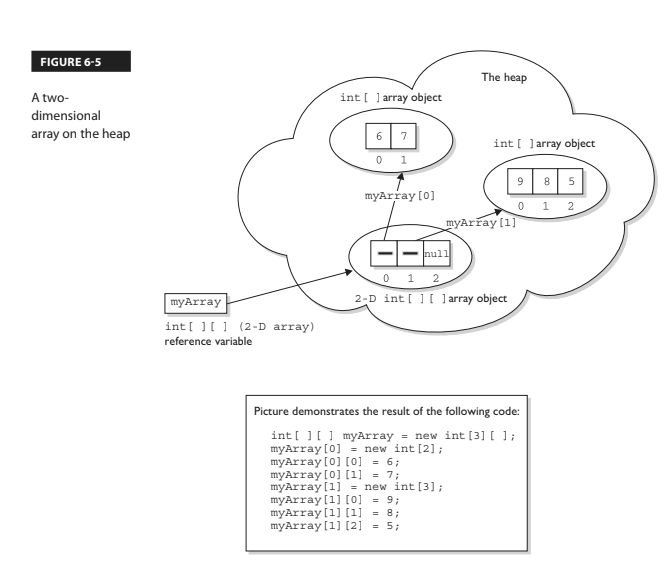 FIGURE 6-5
A two-
dimensional
array on the heap
The heap
int[ ]array object
6 7
0 1
int[ ]array object
9 8 5
0 1 2
myArray[0]
myArray[1]
null
0 1 2
2-D int[ ][ ]array object
myArray
int[ ][ ] (2-D array)
reference variable
Picture demonstrates the result of the following code:
int[ ][ ] myArray = new int[3][ ];
myArray[0] = new int[2];
myArray[0][0] = 6;
myArray[0][1] = 7;
myArray[1] = new int[3];
myArray[1][0] = 9;
myArray[1][1] = 8;
myArray[1][2] = 5;